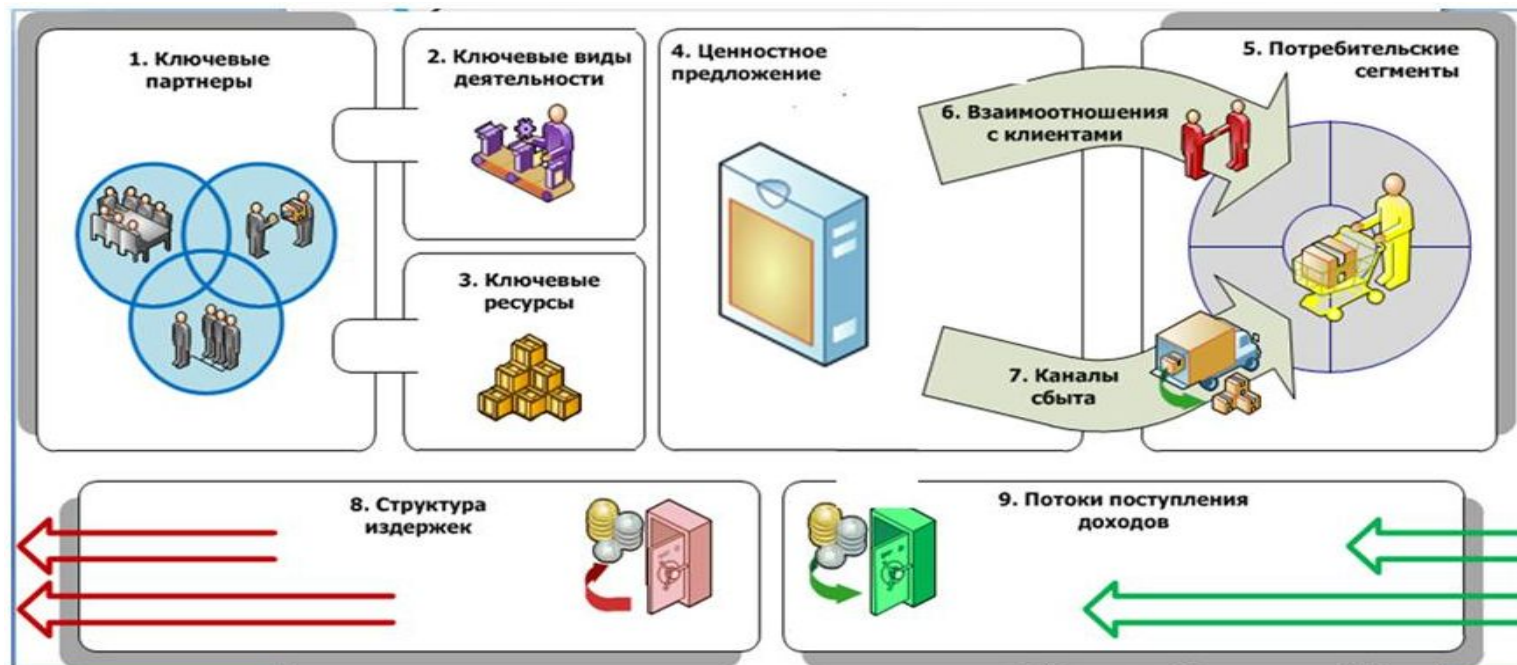 1. Ключевые
партнеры
2. Ключевые виды
деятельности
3. Ключевые
ресурсы
4. Ценностное
предложение
5. Потребительские
сегменты
6. Взаимоотношения
с клиентами
7. Каналы
сбыта
8. Структура
издержек
9. Потоки поступления
доходов